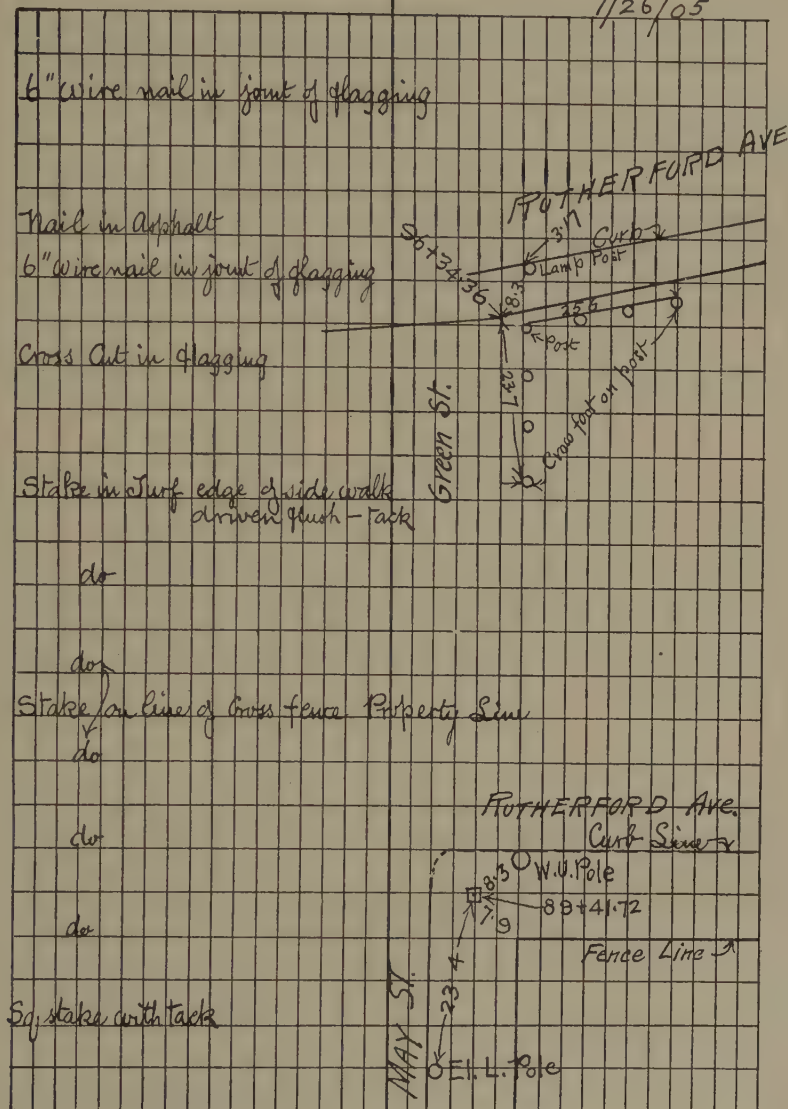 1/26/05
6" wire nail in joint of flagging
RUTHERFORD AVE
Nail in Asphalt
96+34.36
3.17
Curb
6" wire nail in joint of flagging
Lamp Post
8.3
25.6
Post
Cross Cut in flagging
23.7
Crow foot on post
Green St.
Stake in Turf edge of side walk
driven flush - tack
do
do
Stake on line of Cross fence Property Line
do
RUTHERFORD AVE.
do
Curb Line
W.U. Pole
8.3
89+41.72
7.9
do
Fence Line
23.4
MAY ST.
Sq. stake with tack
El. L. Pole